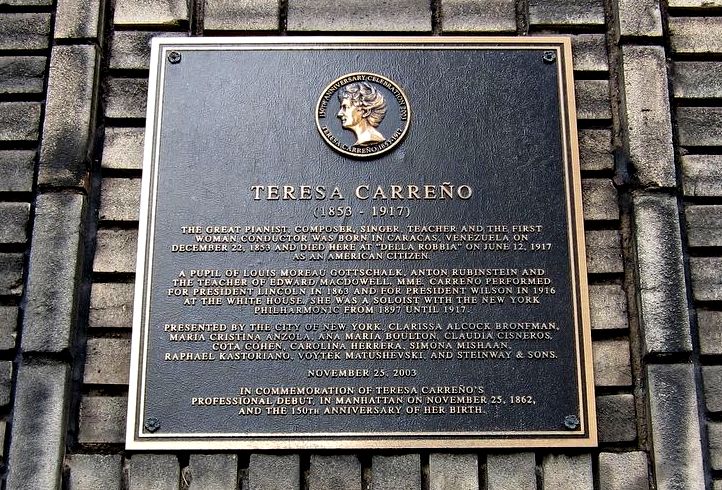 150TH ANNIVERSARY CELEBRATION
TERESA CARREÑO
TERESA CARREÑO
(1853 - 1917)
THE GREAT PIANIST, COMPOSER, SINGER, TEACHER AND THE FIRST
WOMAN CONDUCTOR WAS BORN IN CARACAS, VENEZUELA ON
DECEMBER 22, 1853 AND DIED HERE AT "DELLA ROBBIA" ON JUNE 12, 1917
AS AN AMERICAN CITIZEN.
A PUPIL OF LOUIS MOREAU GOTTSCHALK, ANTON RUBINSTEIN AND
THE TEACHER OF EDWARD MACDOWELL, MME. CARREÑO PERFORMED
FOR PRESIDENT LINCOLN IN 1863 AND FOR PRESIDENT WILSON IN 1916
AT THE WHITE HOUSE. SHE WAS A SOLOIST WITH THE NEW YORK
PHILHARMONIC FROM 1897 UNTIL 1917.
PRESENTED BY THE CITY OF NEW YORK, CLARISSA ALCOCK BRONFMAN,
MARIA CRISTINA ANZOLA, ANA MARIA BOULTON, CLAUDIA CISNEROS,
COTA COHEN, CAROLINA HERRERA, SIMONA MISHAAN,
RAPHAEL KASTORIANO, VOYTEK MATUSHEVSKI, AND STEINWAY & SONS.
NOVEMBER 25, 2003
IN COMMEMORATION OF TERESA CARREÑO'S
PROFESSIONAL DEBUT, IN MANHATTAN ON NOVEMBER 25, 1862,
AND THE 150TH ANNIVERSARY OF HER BIRTH.